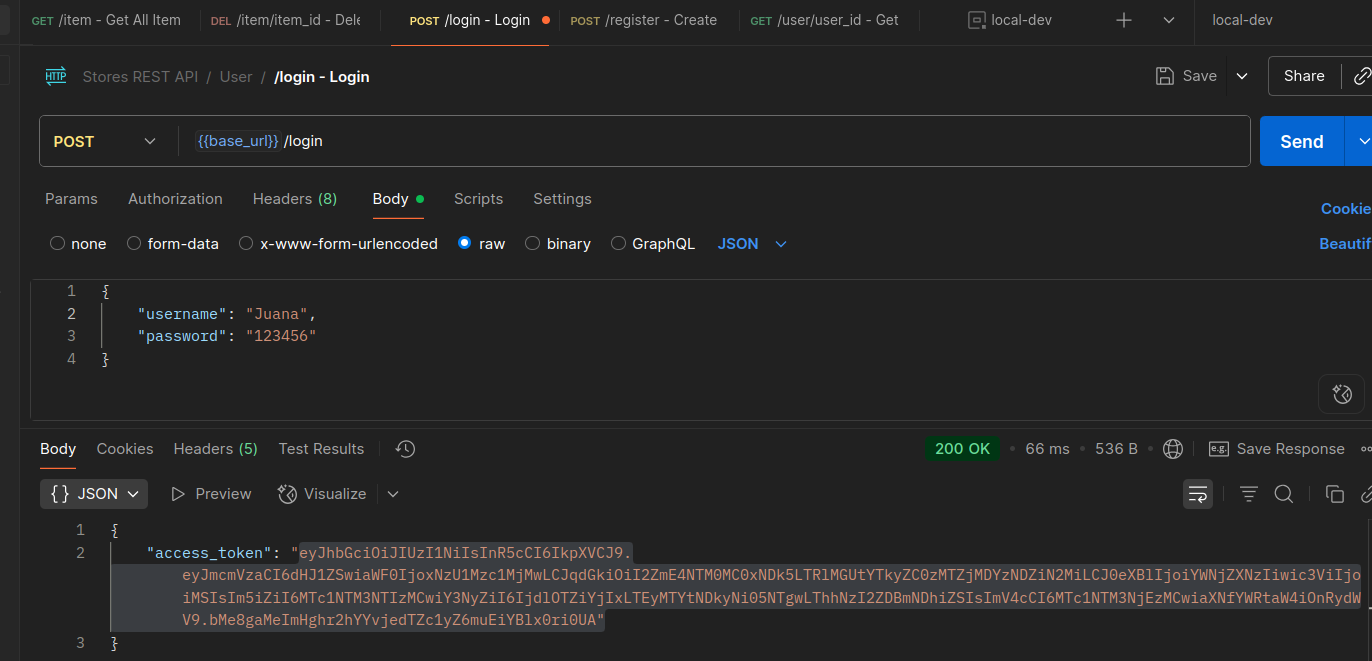 GET /item - Get All Item DEL /item/item_id - Dele POST /login - Login POST /register - Create GET /user/user_id - Get local-dev local-dev
HTTP Stores REST API / User / /login - Login Save Share
POST {{base_url}} /login Send
Params Authorization Headers (8) Body Scripts Settings Cookie
none form-data x-www-form-urlencoded raw binary GraphQL JSON Beautif
1 {
2 "username": "Juana",
3 "password": "123456"
4 }
Body Cookies Headers (5) Test Results 200 OK • 66 ms • 536 B • e.g. Save Response
{} JSON Preview Visualize
1 {
2 "access_token": "eyJhbGciOiJIUzI1NiIsInR5cCI6IkpXVCJ9.
eyJmcmVzaCI6dHJ1ZSwiaWF0IjoxNzU1Mzc1MjMwLCJqdGkiOiI2ZmE4NTM0MC0xNDk5LTRlMGUtYTkyZC0zMTZjMDYzNDZiN2MiLCJ0eXBlIjoiYWNjZXNzIiwic3ViIjo
iMSIsIm5iZiI6MTc1NTM3NTIzMCwiY3NyZiI6IjdlOTZiYjIxLTEyMTYtNDkyNi05NTgwLThhNzI2ZDBmNDhiZSIsImV4cCI6MTc1NTM3NjEzMCwiaXNfYWRtaW4iOnRydW
V9.bMe8gaMeImHghr2hYYvjedTZc1yZ6muEiYBlx0ri0UA"
3 }